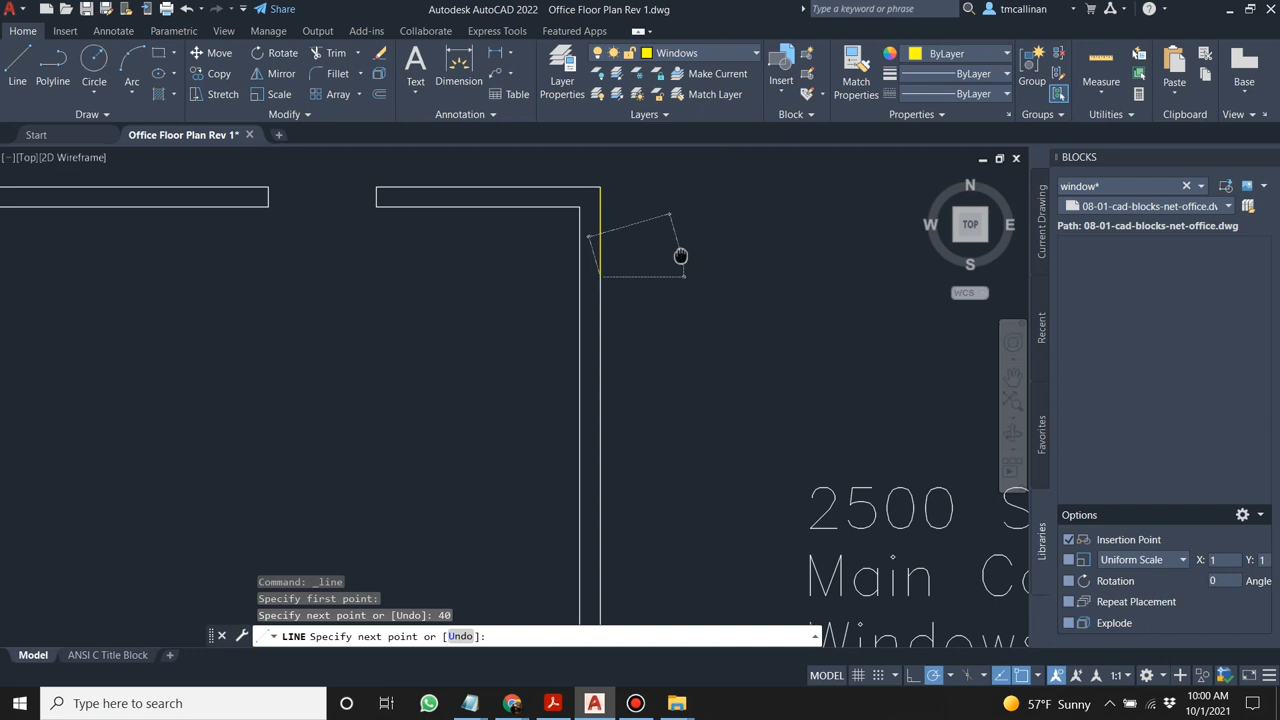 Share
Autodesk AutoCAD 2022 Office Floor Plan Rev 1.dwg
Type a keyword or phrase
tmcallinan
Home Insert Annotate Parametric View Manage Output Add-ins Collaborate Express Tools Featured Apps
Line Polyline Circle Arc
Move Rotate Trim
Copy Mirror Fillet
Stretch Scale Array
Text Dimension Table
Layer Properties
Windows
Make Current
Match Layer
Insert
Match Properties
ByLayer
ByLayer
ByLayer
Group Measure Paste Base
Draw Modify Annotation Layers Block Properties Groups Utilities Clipboard View
Start Office Floor Plan Rev 1*
[−][Top][2D Wireframe]
BLOCKS
window*
08-01-cad-blocks-net-office.dw
Path: 08-01-cad-blocks-net-office.dwg
Current Drawing
Recent
Favorites
Libraries
N
W TOP E
S
WCS
2500 S
Main Co
Windows
Options
Insertion Point
Uniform Scale X: 1 Y: 1
Rotation 0 Angle
Repeat Placement
Explode
Command: _line
Specify first point:
Specify next point or [Undo]: 40
LINE Specify next point or [Undo]:
Model ANSI C Title Block
MODEL 1:1
Type here to search
57°F Sunny
10:00 AM
10/1/2021